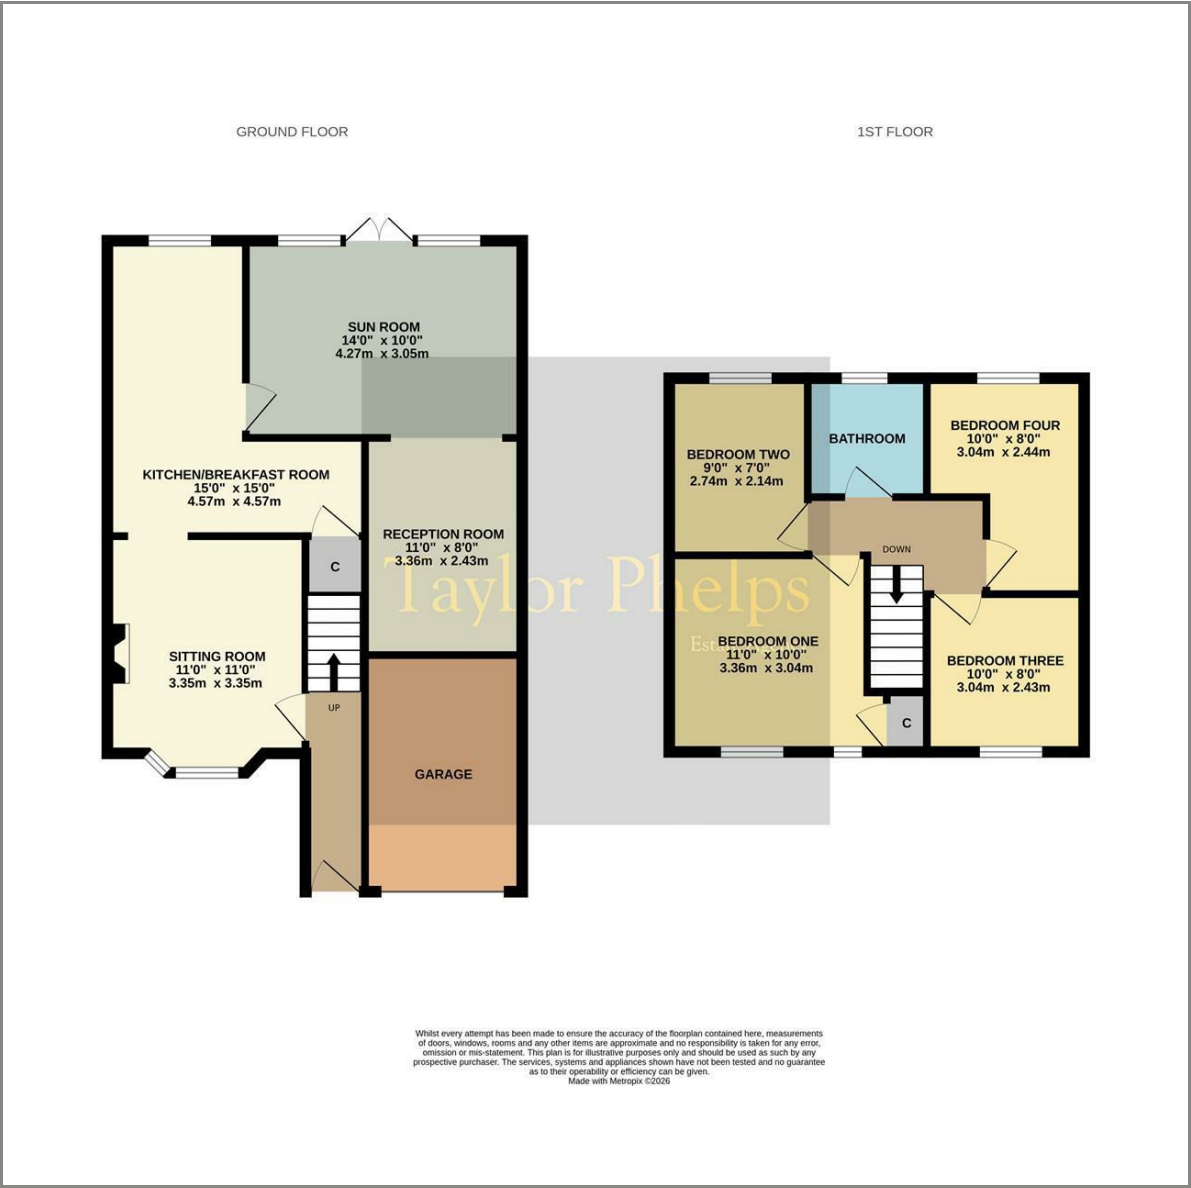 GROUND FLOOR
1ST FLOOR
SUN ROOM
14'0" x 10'0"
4.27m x 3.05m
KITCHEN/BREAKFAST ROOM
15'0" x 15'0"
4.57m x 4.57m
RECEPTION ROOM
11'0" x 8'0"
3.36m x 2.43m
C
SITTING ROOM
11'0" x 11'0"
3.35m x 3.35m
UP
GARAGE
Taylor Phelps
BEDROOM TWO
9'0" x 7'0"
2.74m x 2.14m
BATHROOM
BEDROOM FOUR
10'0" x 8'0"
3.04m x 2.44m
DOWN
BEDROOM ONE
11'0" x 10'0"
3.36m x 3.04m
BEDROOM THREE
10'0" x 8'0"
3.04m x 2.43m
C
Whilst every attempt has been made to ensure the accuracy of the floorplan contained here, measurements
of doors, windows, rooms and any other items are approximate and no responsibility is taken for any error,
omission or mis-statement. This plan is for illustrative purposes only and should be used as such by any
prospective purchaser. The services, systems and appliances shown have not been tested and no guarantee
as to their operability or efficiency can be given.
Made with Metropix ©2026